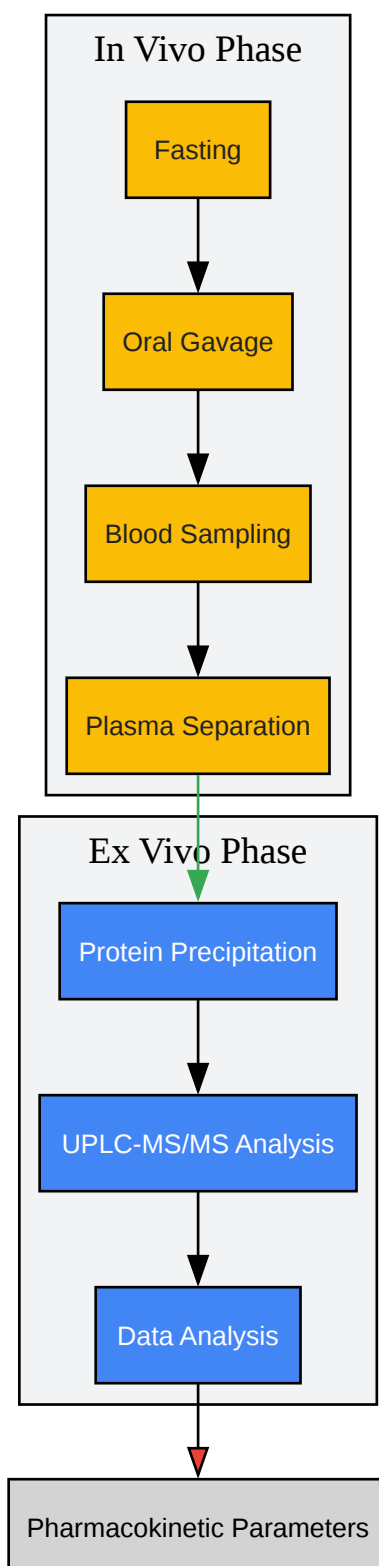 In Vivo Phase
Fasting
Oral Gavage
Blood Sampling
Plasma Separation
Ex Vivo Phase
Protein Precipitation
UPLC-MS/MS Analysis
Data Analysis
Pharmacokinetic Parameters